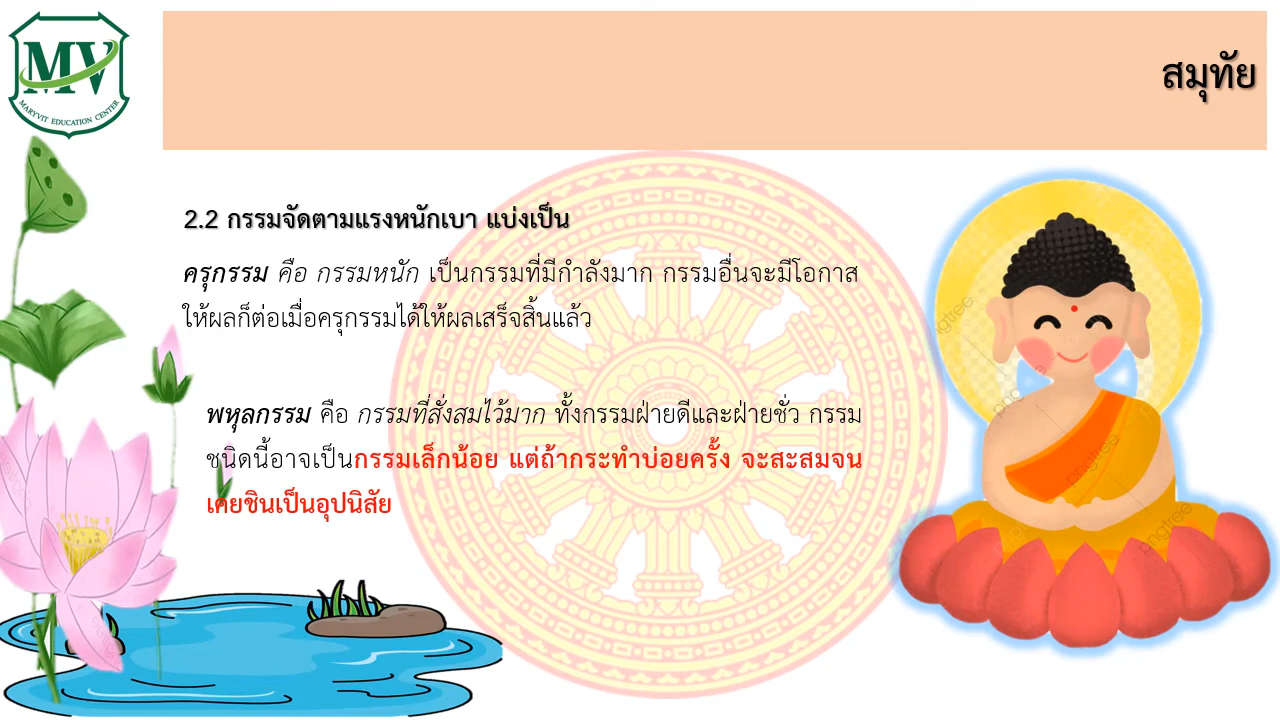 MV
MARYVIT EDUCATION CENTER
สมุทัย
2.2 กรรมจัดตามแรงหนักเบา แบ่งเป็น
ครุกรรม คือ กรรมหนัก เป็นกรรมที่มีกำลังมาก กรรมอื่นจะมีโอกาส
ให้ผลก็ต่อเมื่อครุกรรมได้ให้ผลเสร็จสิ้นแล้ว
พหุลกรรม คือ กรรมที่สั่งสมไว้มาก ทั้งกรรมฝ่ายดีและฝ่ายชั่ว กรรม
ชนิดนี้อาจเป็นกรรมเล็กน้อย แต่ถ้ากระทำบ่อยครั้ง จะสะสมจน
เคยชินเป็นอุปนิสัย
pngtree
pngtree
pngtree
pngtree